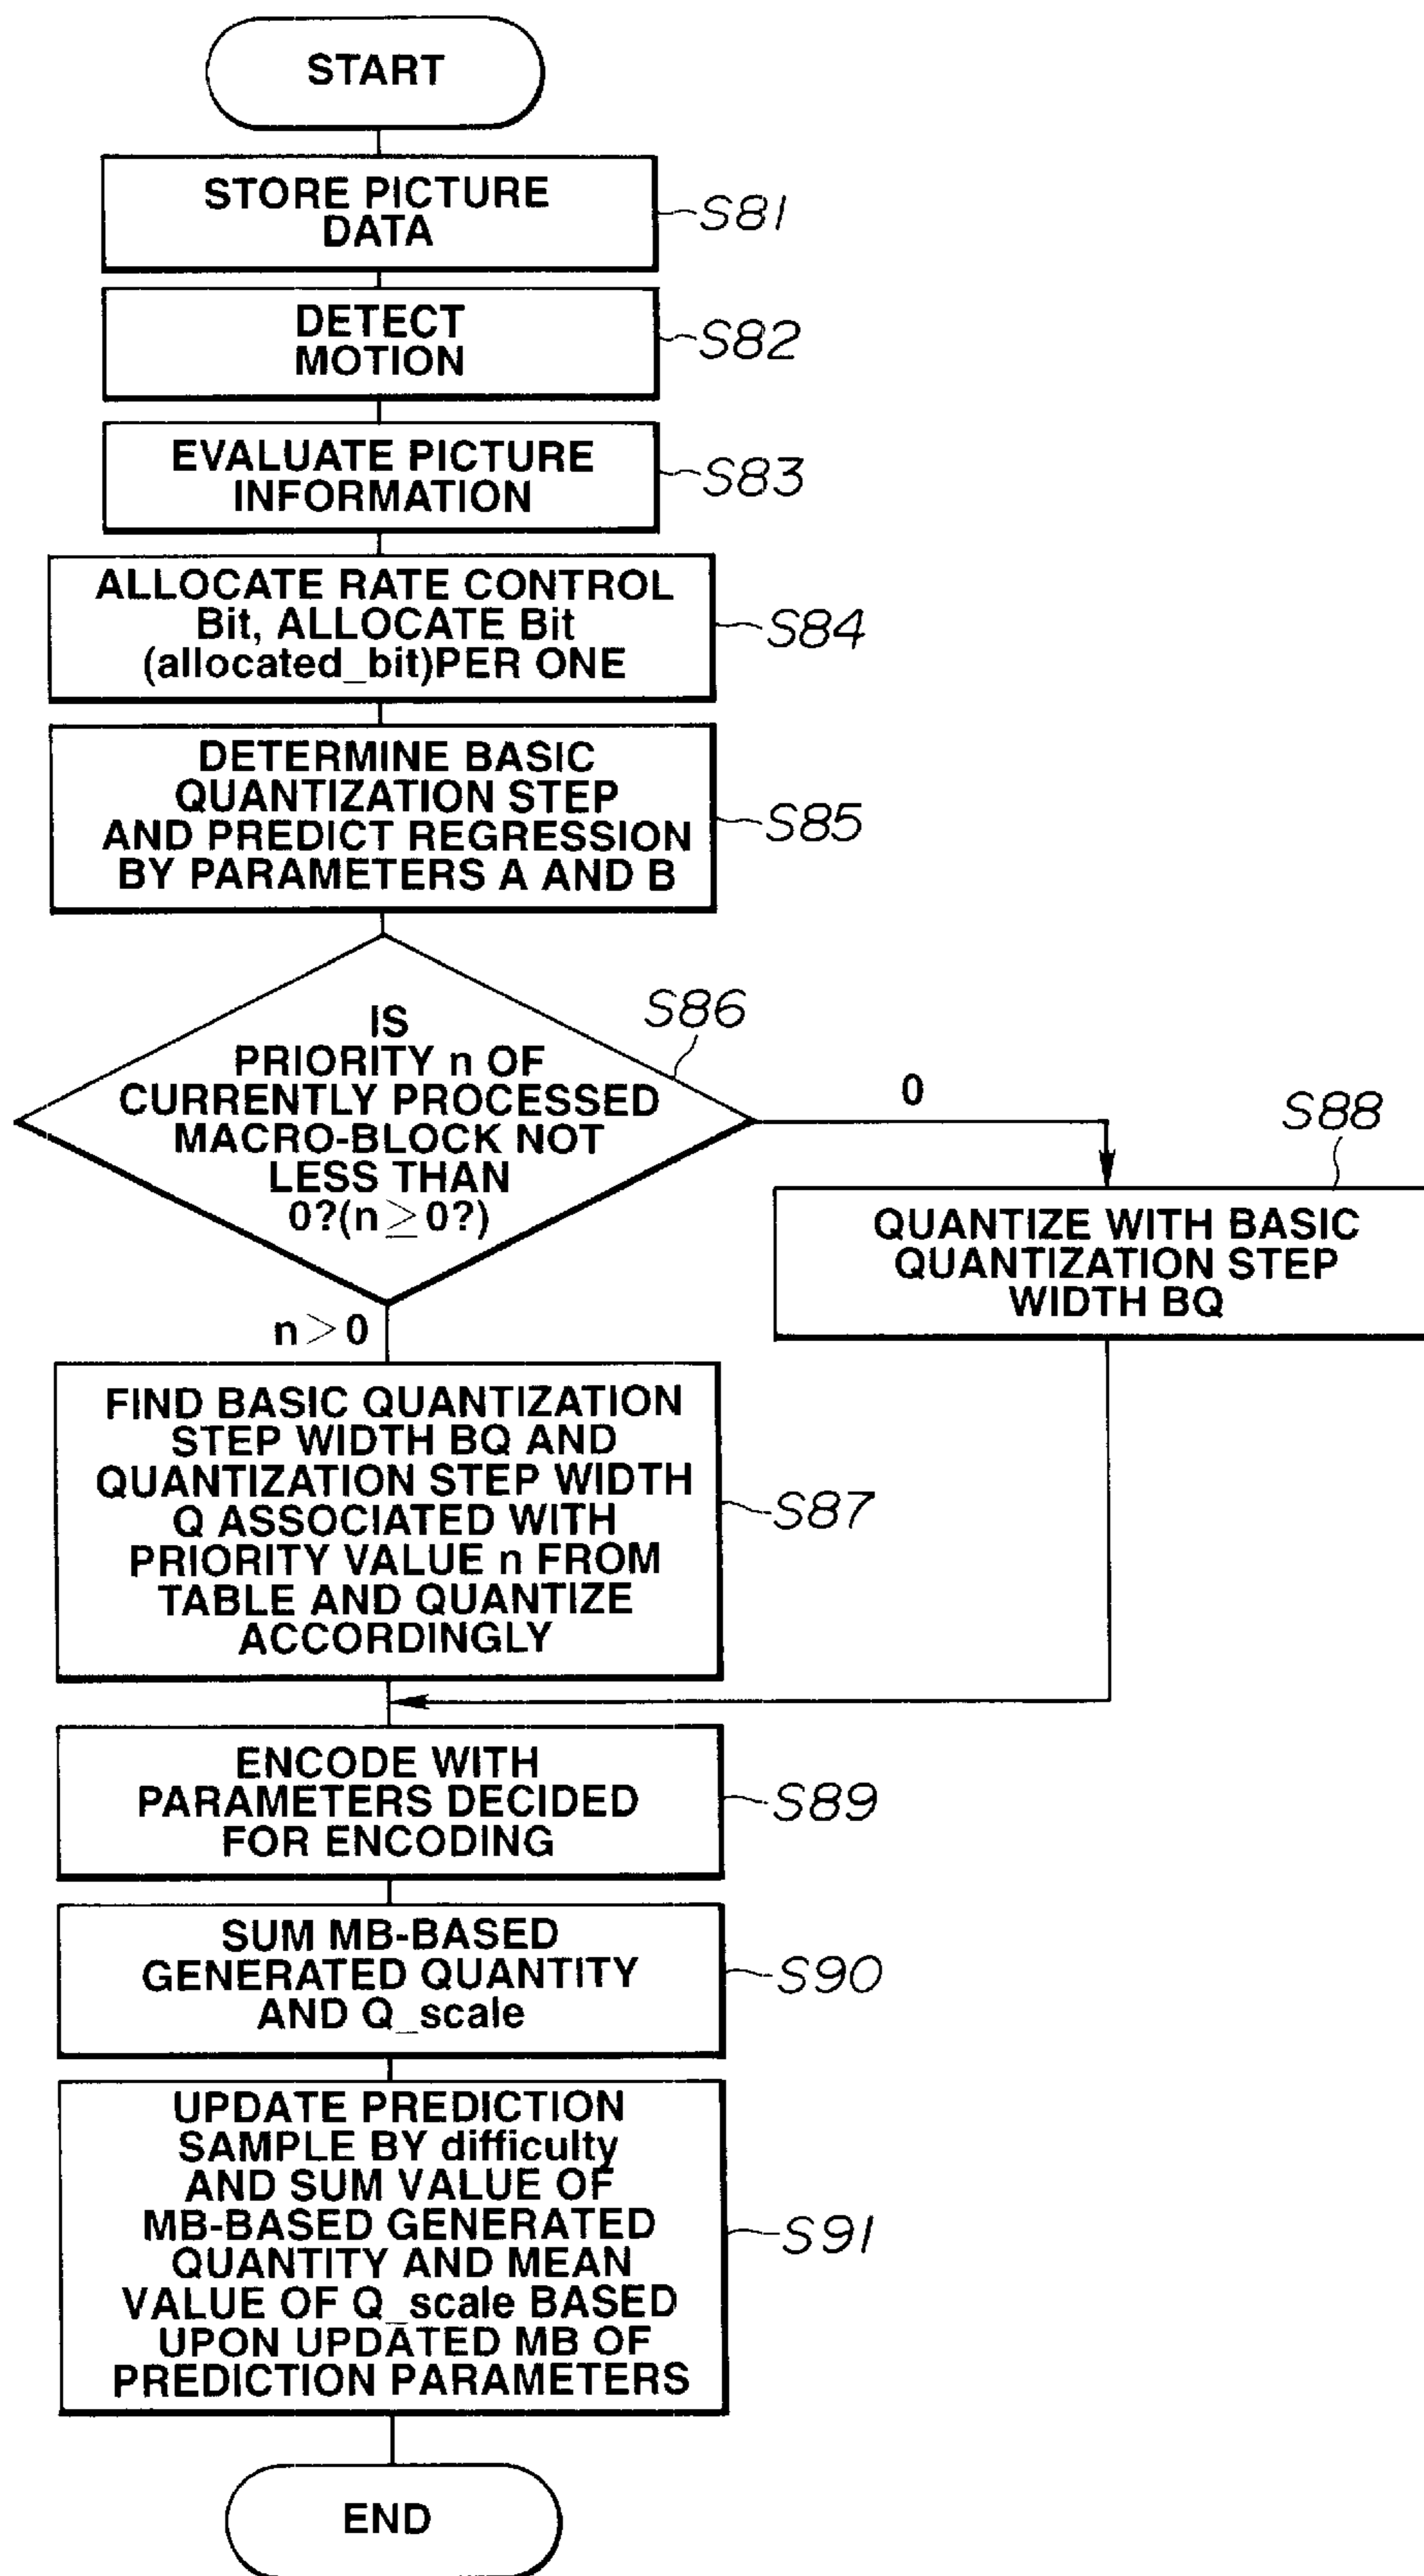 START
STORE PICTURE
DATA
S81
DETECT
MOTION
S82
EVALUATE PICTURE
INFORMATION
S83
ALLOCATE RATE CONTROL
Bit, ALLOCATE Bit
(allocated_bit)PER ONE
S84
DETERMINE BASIC
QUANTIZATION STEP
AND PREDICT REGRESSION
BY PARAMETERS A AND B
S85
IS
PRIORITY n OF
CURRENTLY PROCESSED
MACRO-BLOCK NOT
LESS THAN
0?(n≥0?)
S86
0
S88
QUANTIZE WITH BASIC
QUANTIZATION STEP
WIDTH BQ
n>0
FIND BASIC QUANTIZATION
STEP WIDTH BQ AND
QUANTIZATION STEP WIDTH
Q ASSOCIATED WITH
PRIORITY VALUE n FROM
TABLE AND QUANTIZE
ACCORDINGLY
S87
ENCODE WITH
PARAMETERS DECIDED
FOR ENCODING
S89
SUM MB-BASED
GENERATED QUANTITY
AND Q_scale
S90
UPDATE PREDICTION
SAMPLE BY difficulty
AND SUM VALUE OF
MB-BASED GENERATED
QUANTITY AND MEAN
VALUE OF Q_scale BASED
UPON UPDATED MB OF
PREDICTION PARAMETERS
S91
END